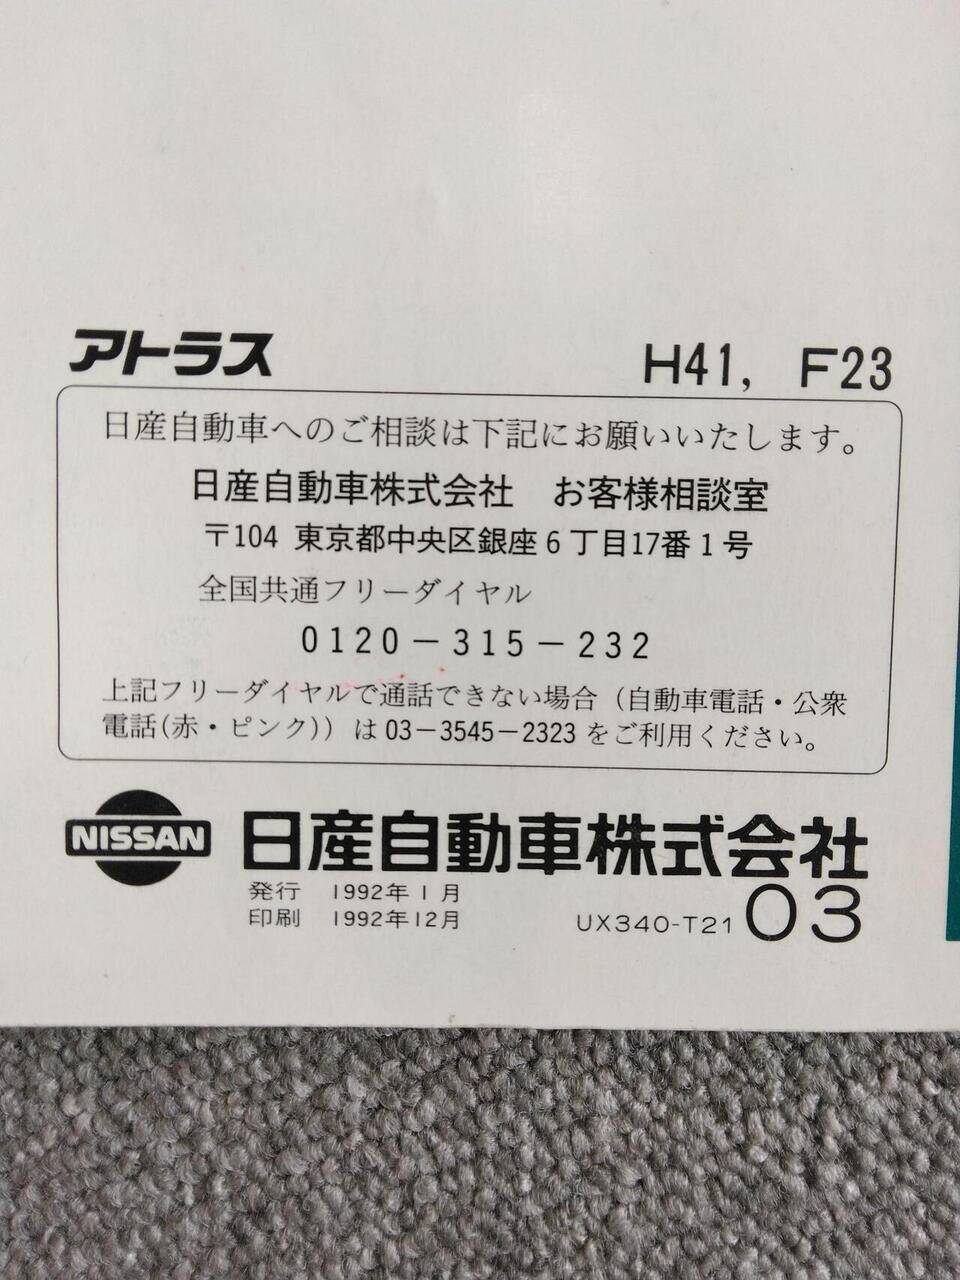 アトラス H41, F23
日産自動車へのご相談は下記にお願いいたします。
日産自動車株式会社 お客様相談室
〒104 東京都中央区銀座6丁目17番1号
全国共通フリーダイヤル
0120-315-232
上記フリーダイヤルで通話できない場合(自動車電話・公衆
電話(赤・ピンク))は03-3545-2323をご利用ください。
NISSAN 日産自動車株式会社
発行 1992年1月
印刷 1992年12月 UX340-T21 03